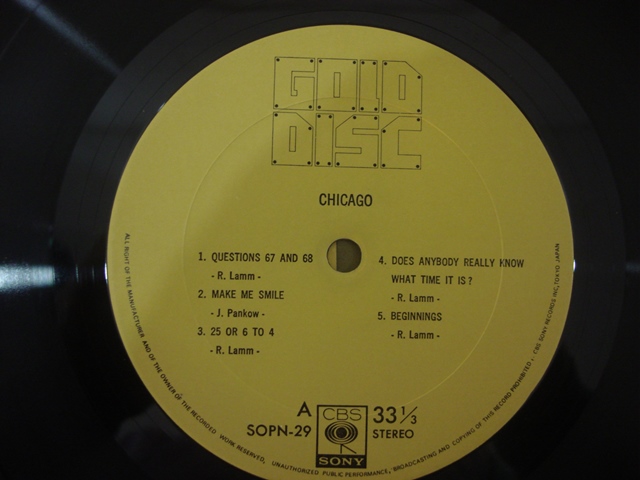 GOLD
DISC
CHICAGO
1. QUESTIONS 67 AND 68
- R. Lamm -
2. MAKE ME SMILE
- J. Pankow -
3. 25 OR 6 TO 4
- R. Lamm -
4. DOES ANYBODY REALLY KNOW
WHAT TIME IT IS?
- R. Lamm -
5. BEGINNINGS
- R. Lamm -
A
SOPN-29
CBS
SONY
33 1/3
STEREO
ALL RIGHT OF THE MANUFACTURER AND OF THE OWNER OF THE RECORDED WORK RESERVED. UNAUTHORIZED PUBLIC PERFORMANCE, BROADCASTING AND COPYING OF THIS RECORD PROHIBITED. CBS SONY RECORDS INC, TOKYO JAPAN